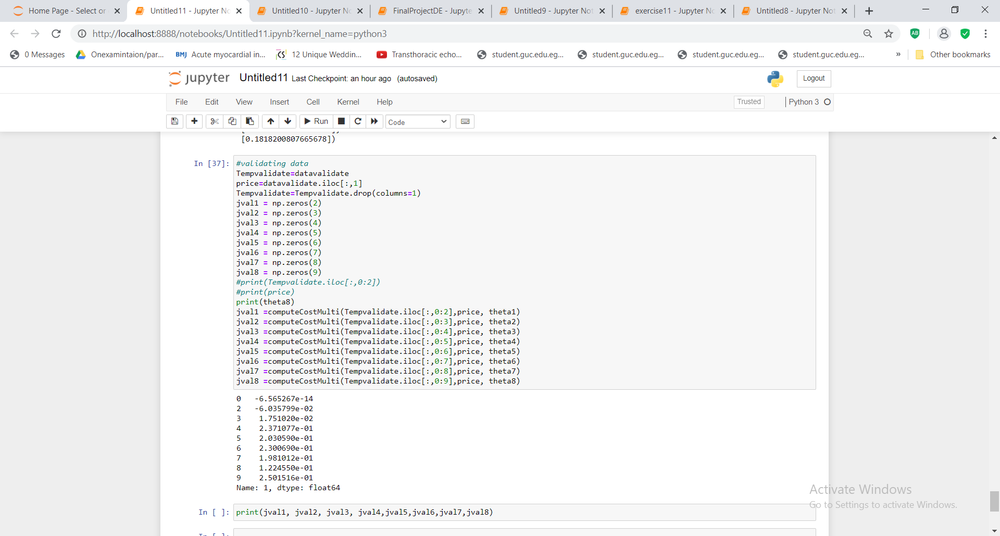 Home Page - Select or
Untitled11 - Jupyter No
Untitled10 - Jupyter No
FinalProjectDE - Jupyte
Untitled9 - Jupyter Not
exercise11 - Jupyter No
Untitled8 - Jupyter Not
http://localhost:8888/notebooks/Untitled11.ipynb?kernel_name=python3
AB
0 Messages
Onexamintaion/par...
BMJ Acute myocardial in...
CS 12 Unique Weddin...
Transthoracic echo...
student.guc.edu.eg...
student.guc.edu.eg...
student.guc.edu.eg...
student.guc.edu.eg...
»
Other bookmarks
jupyter Untitled11 Last Checkpoint: an hour ago (autosaved)
Logout
File Edit View Insert Cell Kernel Help
Trusted
Python 3
Run
Code
[0.1818200807665678])
In [37]:
#validating data
Tempvalidate=datavalidate
price=datavalidate.iloc[:,1]
Tempvalidate=Tempvalidate.drop(columns=1)
jval1 = np.zeros(2)
jval2 = np.zeros(3)
jval3 = np.zeros(4)
jval4 = np.zeros(5)
jval5 = np.zeros(6)
jval6 = np.zeros(7)
jval7 = np.zeros(8)
jval8 = np.zeros(9)
#print(Tempvalidate.iloc[:,0:2])
#print(price)
print(theta8)
jval1 =computeCostMulti(Tempvalidate.iloc[:,0:2],price, theta1)
jval2 =computeCostMulti(Tempvalidate.iloc[:,0:3],price, theta2)
jval3 =computeCostMulti(Tempvalidate.iloc[:,0:4],price, theta3)
jval4 =computeCostMulti(Tempvalidate.iloc[:,0:5],price, theta4)
jval5 =computeCostMulti(Tempvalidate.iloc[:,0:6],price, theta5)
jval6 =computeCostMulti(Tempvalidate.iloc[:,0:7],price, theta6)
jval7 =computeCostMulti(Tempvalidate.iloc[:,0:8],price, theta7)
jval8 =computeCostMulti(Tempvalidate.iloc[:,0:9],price, theta8)
0 -6.565267e-14
2 -6.035799e-02
3 1.751020e-02
4 2.371077e-01
5 2.030590e-01
6 2.300690e-01
7 1.981012e-01
8 1.224550e-01
9 2.501516e-01
Name: 1, dtype: float64
Activate Windows
Go to Settings to activate Windows.
In [ ]:
print(jval1, jval2, jval3, jval4,jval5,jval6,jval7,jval8)
In [ ]: